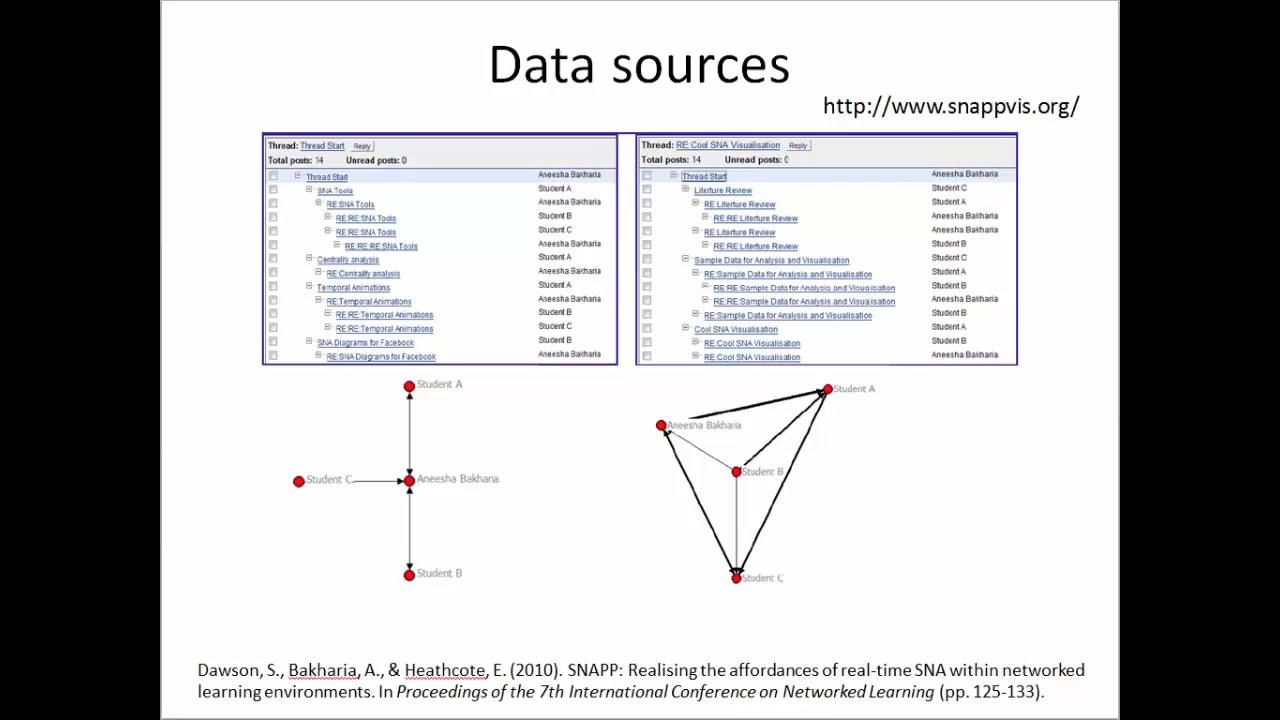 Data sources
http://www.snappvis.org/
Thread: Thread Start Reply
Total posts: 14 Unread posts: 0
Thread Start Aneesha Bakharia
SNA Tools Student A
RE:SNA Tools Aneesha Bakharia
RE:RE:SNA Tools Student B
RE:RE:SNA Tools Student C
RE:RE:RE:SNA Tools Aneesha Bakharia
Centrality analysis Student A
RE:Centrality analysis Aneesha Bakharia
Temporal Animations Student A
RE:Temporal Animations Aneesha Bakharia
RE:RE:Temporal Animations Student B
RE:RE:Temporal Animations Student C
SNA Diagrams for Facebook Student B
RE:SNA Diagrams for Facebook Aneesha Bakharia
Thread: RE:Cool SNA Visualisation Reply
Total posts: 14 Unread posts: 0
Thread Start Aneesha Bakharia
Literture Review Student C
RE:Literture Review Student A
RE:RE:Literture Review Aneesha Bakharia
RE:Literture Review Aneesha Bakharia
RE:RE:Literture Review Student B
Sample Data for Analysis and Visualisation Student C
RE:Sample Data for Analysis and Visualisation Student A
RE:RE:Sample Data for Analysis and Visualisation Student B
RE:RE:Sample Data for Analysis and Visualisation Aneesha Bakharia
RE:Sample Data for Analysis and Visualisation Student B
Cool SNA Visualisation Student A
RE:Cool SNA Visualisation Student B
RE:Cool SNA Visualisation Aneesha Bakharia
Student A
Student C
Aneesha Bakharia
Student B
Student A
Aneesha Bakharia
Student B
Student C
Dawson, S., Bakharia, A., & Heathcote, E. (2010). SNAPP: Realising the affordances of real-time SNA within networked
learning environments. In Proceedings of the 7th International Conference on Networked Learning (pp. 125-133).